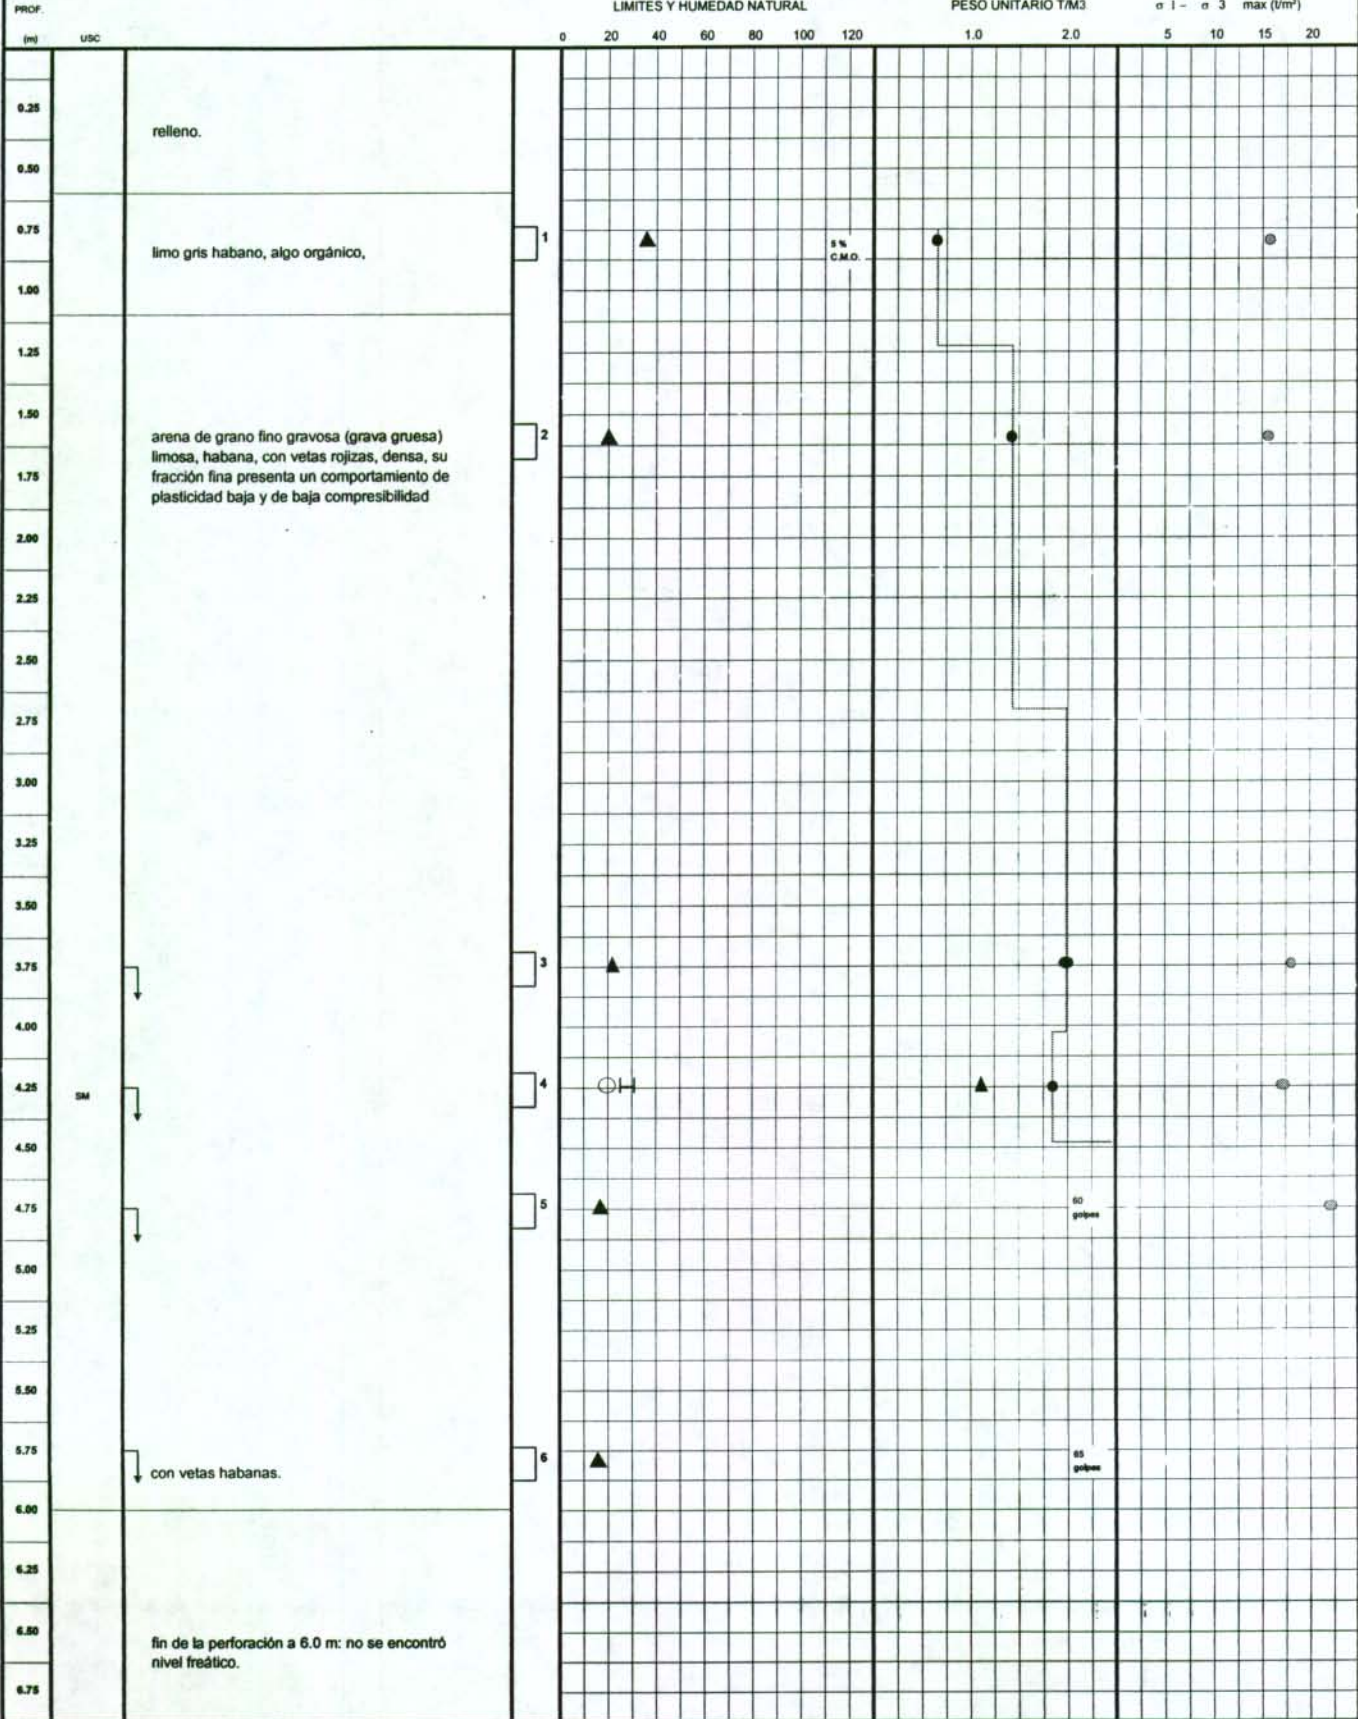 PROF. LIMITES Y HUMEDAD NATURAL PESO UNITARIO T/M3 σ 1 - σ 3 max (t/m²)
(m) USC 0 20 40 60 80 100 120 1.0 2.0 5 10 15 20
0.25
relleno.
0.50
0.75
1
5 %
C.M.O.
limo gris habano, algo orgánico,
1.00
1.25
1.50
arena de grano fino gravosa (grava gruesa)
2
limosa, habana, con vetas rojizas, densa, su
1.75
fracción fina presenta un comportamiento de
plasticidad baja y de baja compresibilidad
2.00
2.25
2.50
2.75
3.00
3.25
3.50
3.75
3
4.00
4.25
4
SM
4.50
4.75
5
60
golpes
5.00
5.25
5.50
5.75
6
65
golpes
con vetas habanas.
6.00
6.25
6.50
fin de la perforación a 6.0 m: no se encontró
nivel freático.
6.75